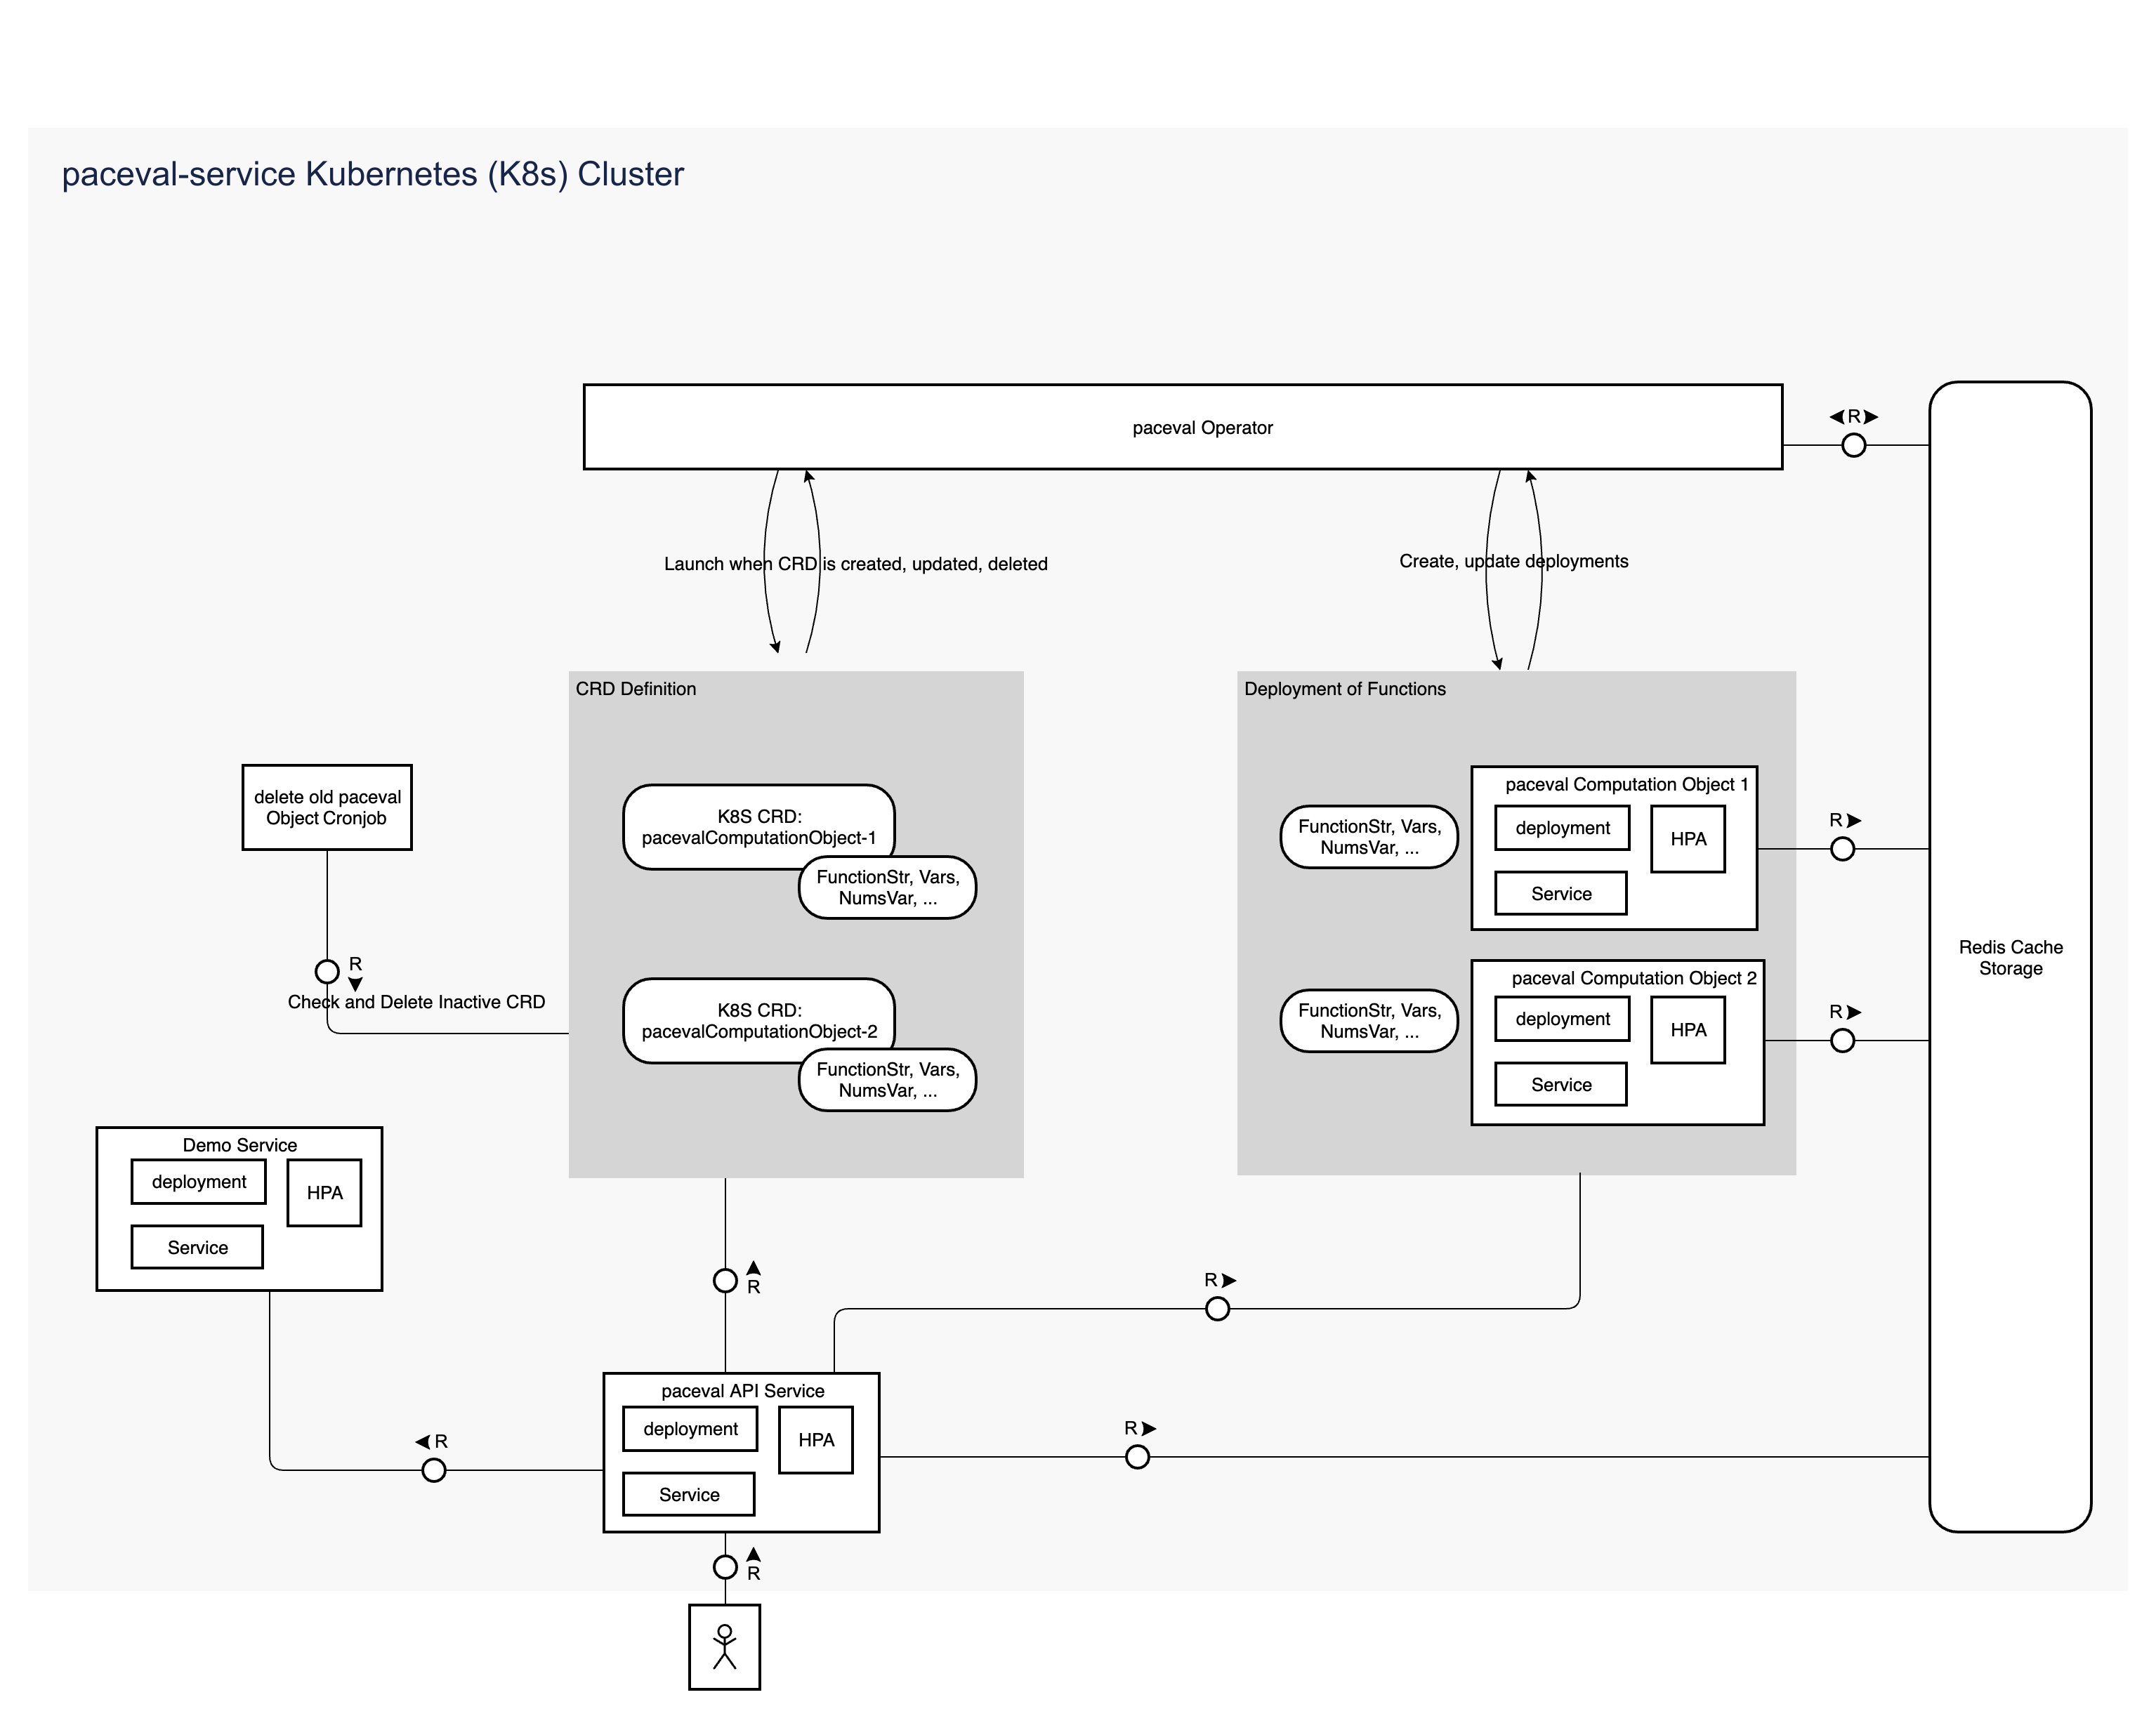 paceval-service Kubernetes (K8s) Cluster
paceval Operator
R
Launch when CRD is created, updated, deleted
Create, update deployments
CRD Definition
Deployment of Functions
delete old paceval
Object Cronjob
K8S CRD:
pacevalComputationObject-1
FunctionStr, Vars,
NumsVar, ...
FunctionStr, Vars,
NumsVar, ...
paceval Computation Object 1
deployment
HPA
Service
R
Redis Cache
Storage
R
Check and Delete Inactive CRD
K8S CRD:
pacevalComputationObject-2
FunctionStr, Vars,
NumsVar, ...
FunctionStr, Vars,
NumsVar, ...
paceval Computation Object 2
deployment
HPA
Service
R
Demo Service
deployment
HPA
Service
R
R
paceval API Service
deployment
HPA
Service
R
R
R